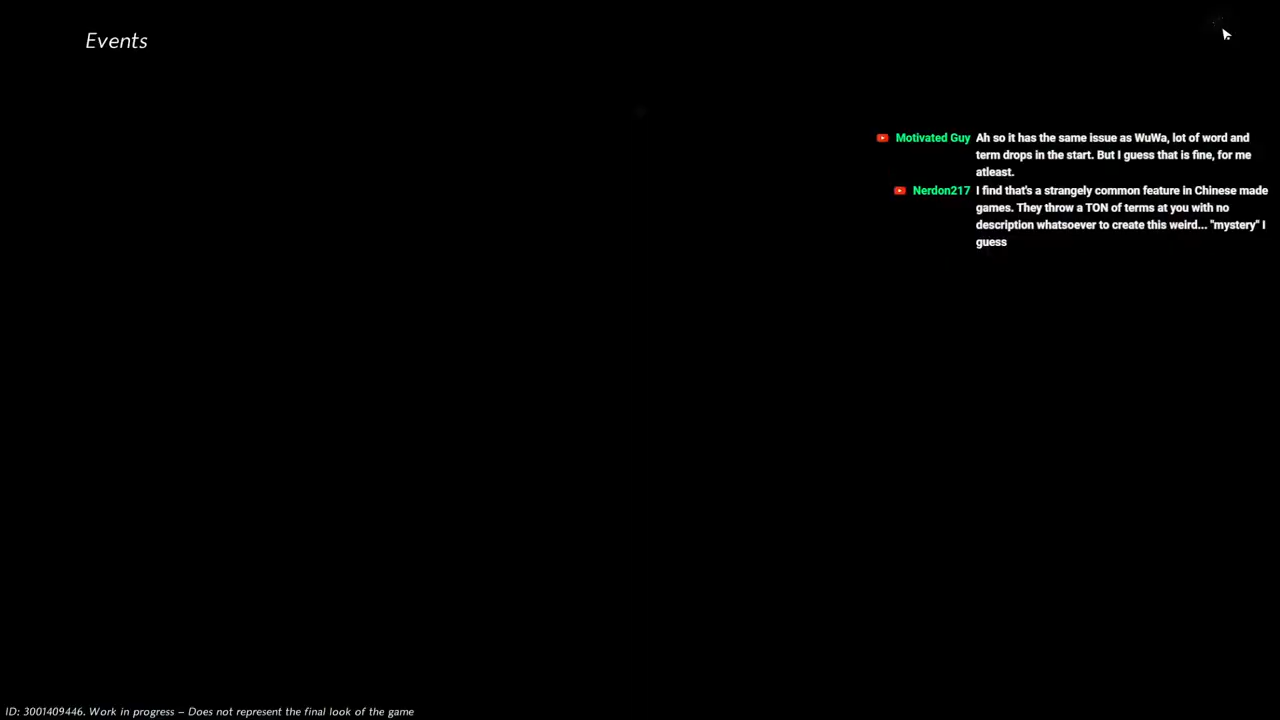 Events
Motivated Guy Ah so it has the same issue as WuWa, lot of word and
term drops in the start. But I guess that is fine, for me
atleast.
Nerdon217 I find that's a strangely common feature in Chinese made
games. They throw a TON of terms at you with no
description whatsoever to create this weird... "mystery" I
guess
ID: 3001409446. Work in progress – Does not represent the final look of the game